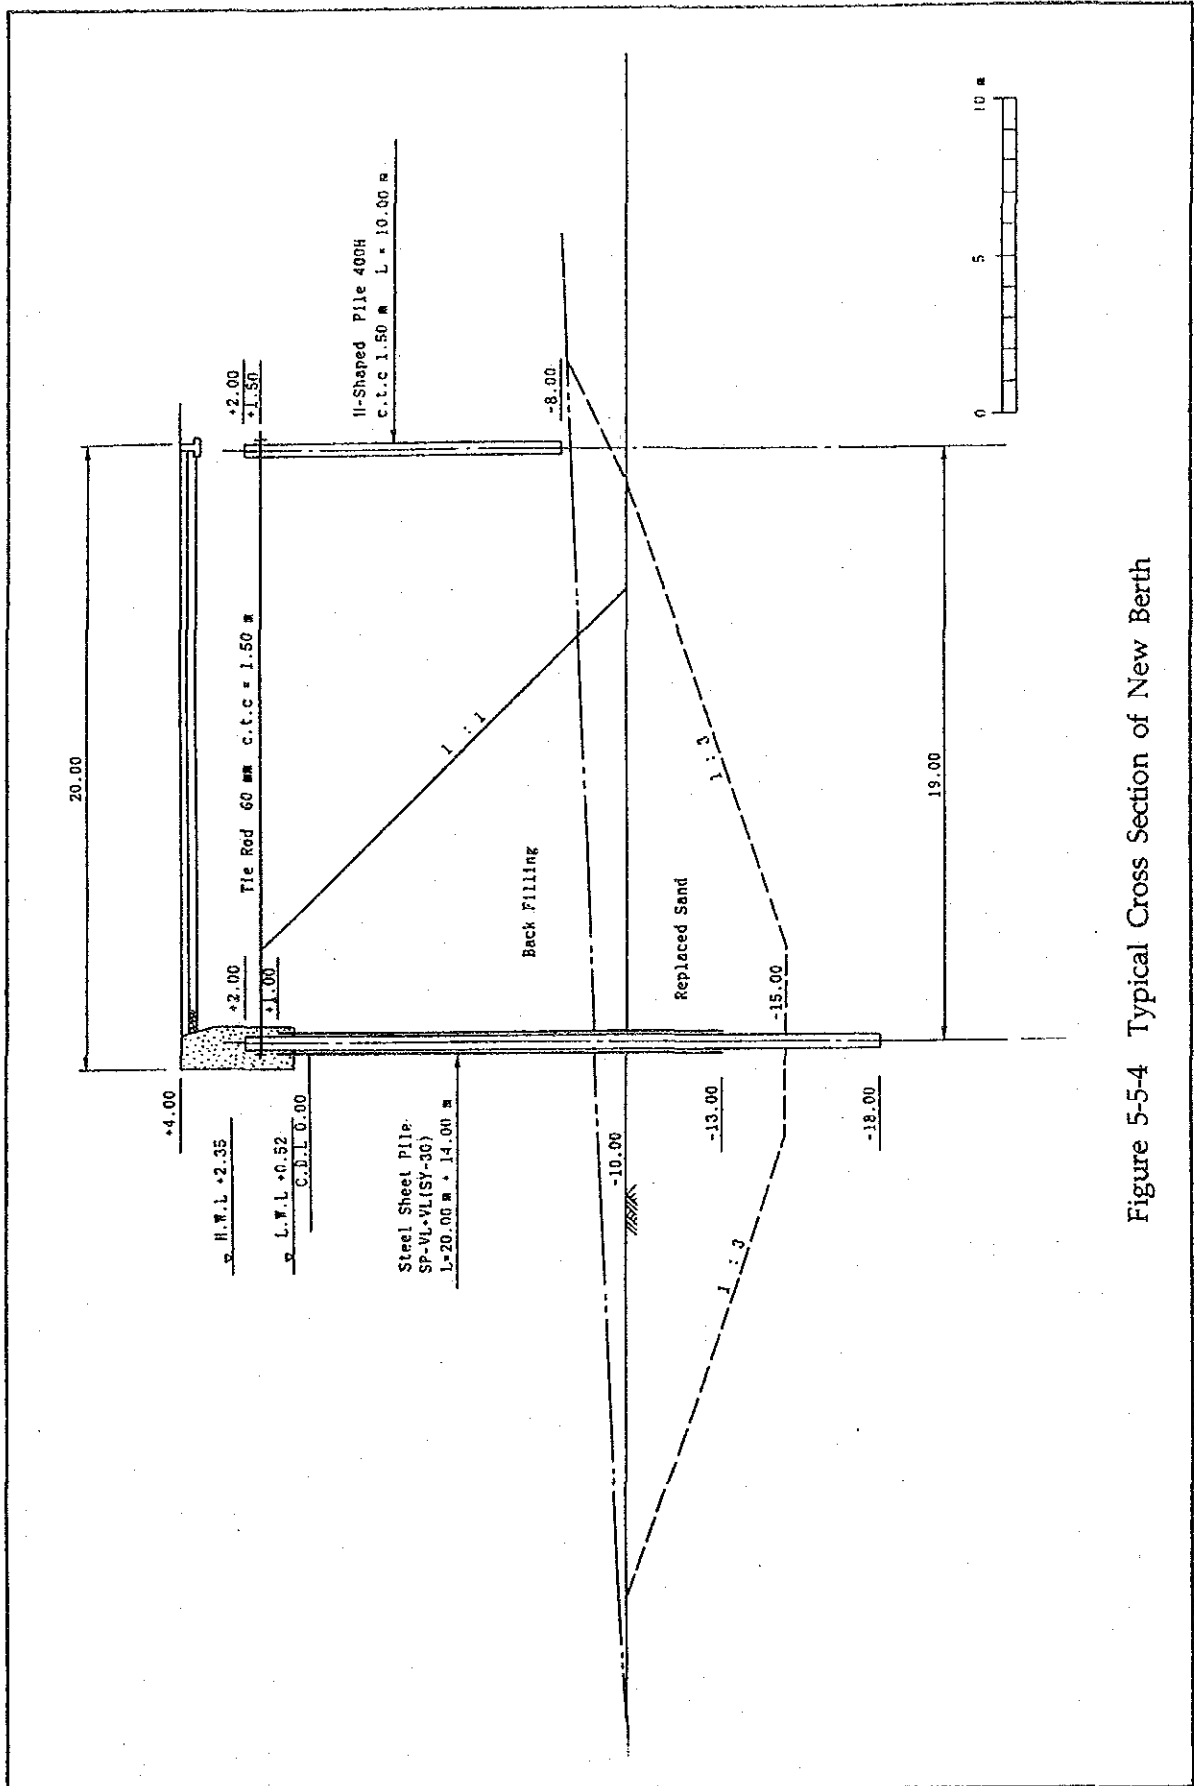 20.00
+4.00
H.W.L +2.35
L.W.L +0.52
C.D.L 0.00
+2.00
+1.00
Tie Rod 60 mm c.t.c = 1.50 m
+2.00
+1.50
H-Shaped Pile 400H
c.t.c 1.50 m L = 10.00 m
Steel Sheet Pile
SP-VL+VL(SY-30)
L=20.00 m + 14.00 m
1 : 1
Back Filling
-8.00
-10.00
Replaced Sand
-13.00
-15.00
-18.00
1 : 3
1 : 3
19.00
0 5 10 m
Figure 5-5-4 Typical Cross Section of New Berth